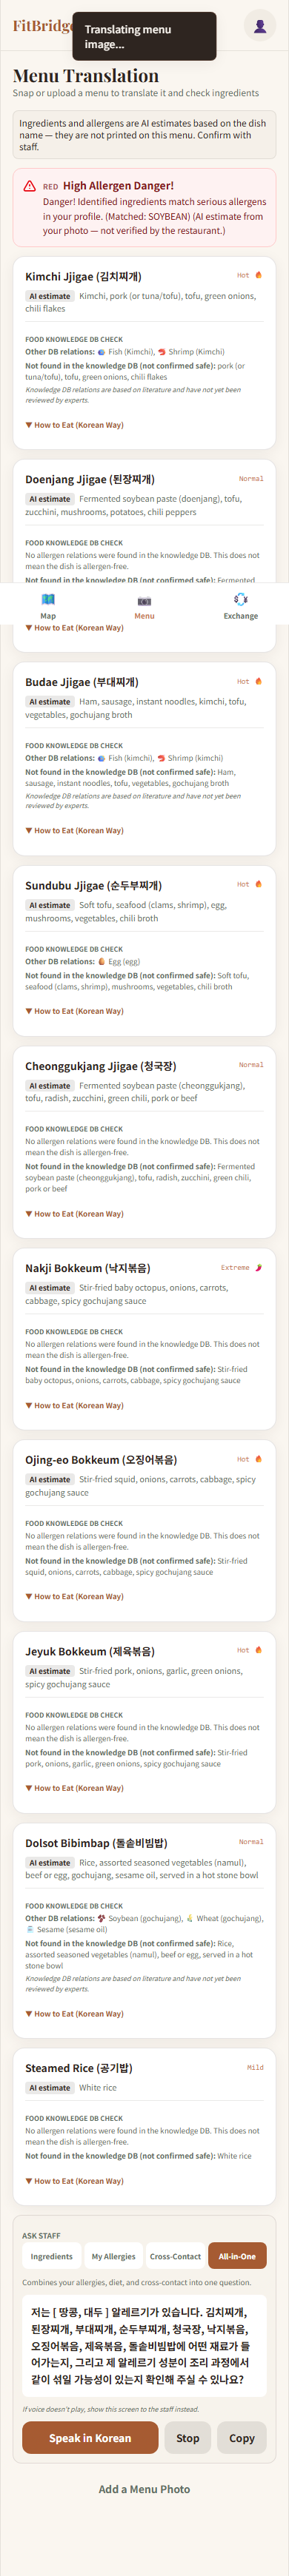 FitBridge
Translating menu
image...
Menu Translation
Snap or upload a menu to translate it and check ingredients
Ingredients and allergens are AI estimates based on the dish
name — they are not printed on this menu. Confirm with
staff.
RED High Allergen Danger!
Danger! Identified ingredients match serious allergens
in your profile. (Matched: SOYBEAN) (AI estimate from
your photo — not verified by the restaurant.)
Kimchi Jjigae (김치찌개)
Hot
AI estimate Kimchi, pork (or tuna/tofu), tofu, green onions,
chili flakes
FOOD KNOWLEDGE DB CHECK
Other DB relations: Fish (Kimchi), Shrimp (Kimchi)
Not found in the knowledge DB (not confirmed safe): pork (or
tuna/tofu), tofu, green onions, chili flakes
Knowledge DB relations are based on literature and have not yet been
reviewed by experts.
▼ How to Eat (Korean Way)
Doenjang Jjigae (된장찌개)
Normal
AI estimate Fermented soybean paste (doenjang), tofu,
zucchini, mushrooms, potatoes, chili peppers
FOOD KNOWLEDGE DB CHECK
No allergen relations were found in the knowledge DB. This does not
mean the dish is allergen-free.
Not found in the knowledge DB (not confirmed safe): Fermented
Map
Menu
Exchange
▼ How to Eat (Korean Way)
Budae Jjigae (부대찌개)
Hot
AI estimate Ham, sausage, instant noodles, kimchi, tofu,
vegetables, gochujang broth
FOOD KNOWLEDGE DB CHECK
Other DB relations: Fish (kimchi), Shrimp (kimchi)
Not found in the knowledge DB (not confirmed safe): Ham,
sausage, instant noodles, tofu, vegetables, gochujang broth
Knowledge DB relations are based on literature and have not yet been
reviewed by experts.
▼ How to Eat (Korean Way)
Sundubu Jjigae (순두부찌개)
Hot
AI estimate Soft tofu, seafood (clams, shrimp), egg,
mushrooms, vegetables, chili broth
FOOD KNOWLEDGE DB CHECK
Other DB relations: Egg (egg)
Not found in the knowledge DB (not confirmed safe): Soft tofu,
seafood (clams, shrimp), mushrooms, vegetables, chili broth
▼ How to Eat (Korean Way)
Cheonggukjang Jjigae (청국장)
Normal
AI estimate Fermented soybean paste (cheonggukjang),
tofu, radish, zucchini, green chili, pork or beef
FOOD KNOWLEDGE DB CHECK
No allergen relations were found in the knowledge DB. This does not
mean the dish is allergen-free.
Not found in the knowledge DB (not confirmed safe): Fermented
soybean paste (cheonggukjang), tofu, radish, zucchini, green chili,
pork or beef
▼ How to Eat (Korean Way)
Nakji Bokkeum (낙지볶음)
Extreme
AI estimate Stir-fried baby octopus, onions, carrots,
cabbage, spicy gochujang sauce
FOOD KNOWLEDGE DB CHECK
No allergen relations were found in the knowledge DB. This does not
mean the dish is allergen-free.
Not found in the knowledge DB (not confirmed safe): Stir-fried
baby octopus, onions, carrots, cabbage, spicy gochujang sauce
▼ How to Eat (Korean Way)
Ojing-eo Bokkeum (오징어볶음)
Hot
AI estimate Stir-fried squid, onions, carrots, cabbage, spicy
gochujang sauce
FOOD KNOWLEDGE DB CHECK
No allergen relations were found in the knowledge DB. This does not
mean the dish is allergen-free.
Not found in the knowledge DB (not confirmed safe): Stir-fried
squid, onions, carrots, cabbage, spicy gochujang sauce
▼ How to Eat (Korean Way)
Jeyuk Bokkeum (제육볶음)
Hot
AI estimate Stir-fried pork, onions, garlic, green onions,
spicy gochujang sauce
FOOD KNOWLEDGE DB CHECK
No allergen relations were found in the knowledge DB. This does not
mean the dish is allergen-free.
Not found in the knowledge DB (not confirmed safe): Stir-fried
pork, onions, garlic, green onions, spicy gochujang sauce
▼ How to Eat (Korean Way)
Dolsot Bibimbap (돌솥비빔밥)
Normal
AI estimate Rice, assorted seasoned vegetables (namul),
beef or egg, gochujang, sesame oil, served in a hot stone bowl
FOOD KNOWLEDGE DB CHECK
Other DB relations: Soybean (gochujang), Wheat (gochujang),
Sesame (sesame oil)
Not found in the knowledge DB (not confirmed safe): Rice,
assorted seasoned vegetables (namul), beef or egg, served in a hot
stone bowl
Knowledge DB relations are based on literature and have not yet been
reviewed by experts.
▼ How to Eat (Korean Way)
Steamed Rice (공기밥)
Mild
AI estimate White rice
FOOD KNOWLEDGE DB CHECK
No allergen relations were found in the knowledge DB. This does not
mean the dish is allergen-free.
Not found in the knowledge DB (not confirmed safe): White rice
▼ How to Eat (Korean Way)
ASK STAFF
Ingredients
My Allergies
Cross-Contact
All-in-One
Combines your allergies, diet, and cross-contact into one question.
저는 [ 땅콩, 대두 ] 알레르기가 있습니다. 김치찌개,
된장찌개, 부대찌개, 순두부찌개, 청국장, 낙지볶음,
오징어볶음, 제육볶음, 돌솥비빔밥에 어떤 재료가 들
어가는지, 그리고 제 알레르기 성분이 조리 과정에서
같이 섞일 가능성이 있는지 확인해 주실 수 있나요?
If voice doesn't play, show this screen to the staff instead.
Speak in Korean
Stop
Copy
Add a Menu Photo